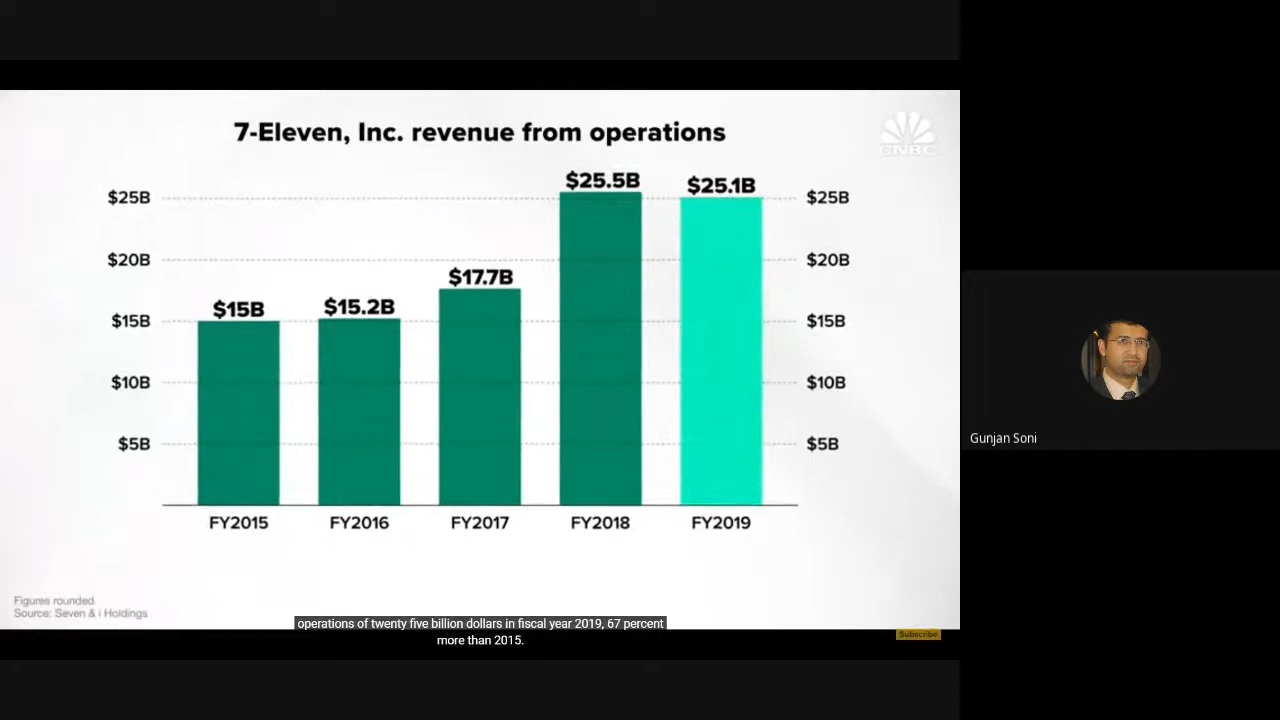 7-Eleven, Inc. revenue from operations
CNBC
$25.5B
$25.1B
$25B
$25B
$20B
$20B
$17.7B
$15B
$15.2B
$15B
$15B
$10B
$10B
$5B
$5B
FY2015
FY2016
FY2017
FY2018
FY2019
Gunjan Soni
Figures rounded.
Source: Seven & i Holdings
operations of twenty five billion dollars in fiscal year 2019, 67 percent
more than 2015.
Subscribe